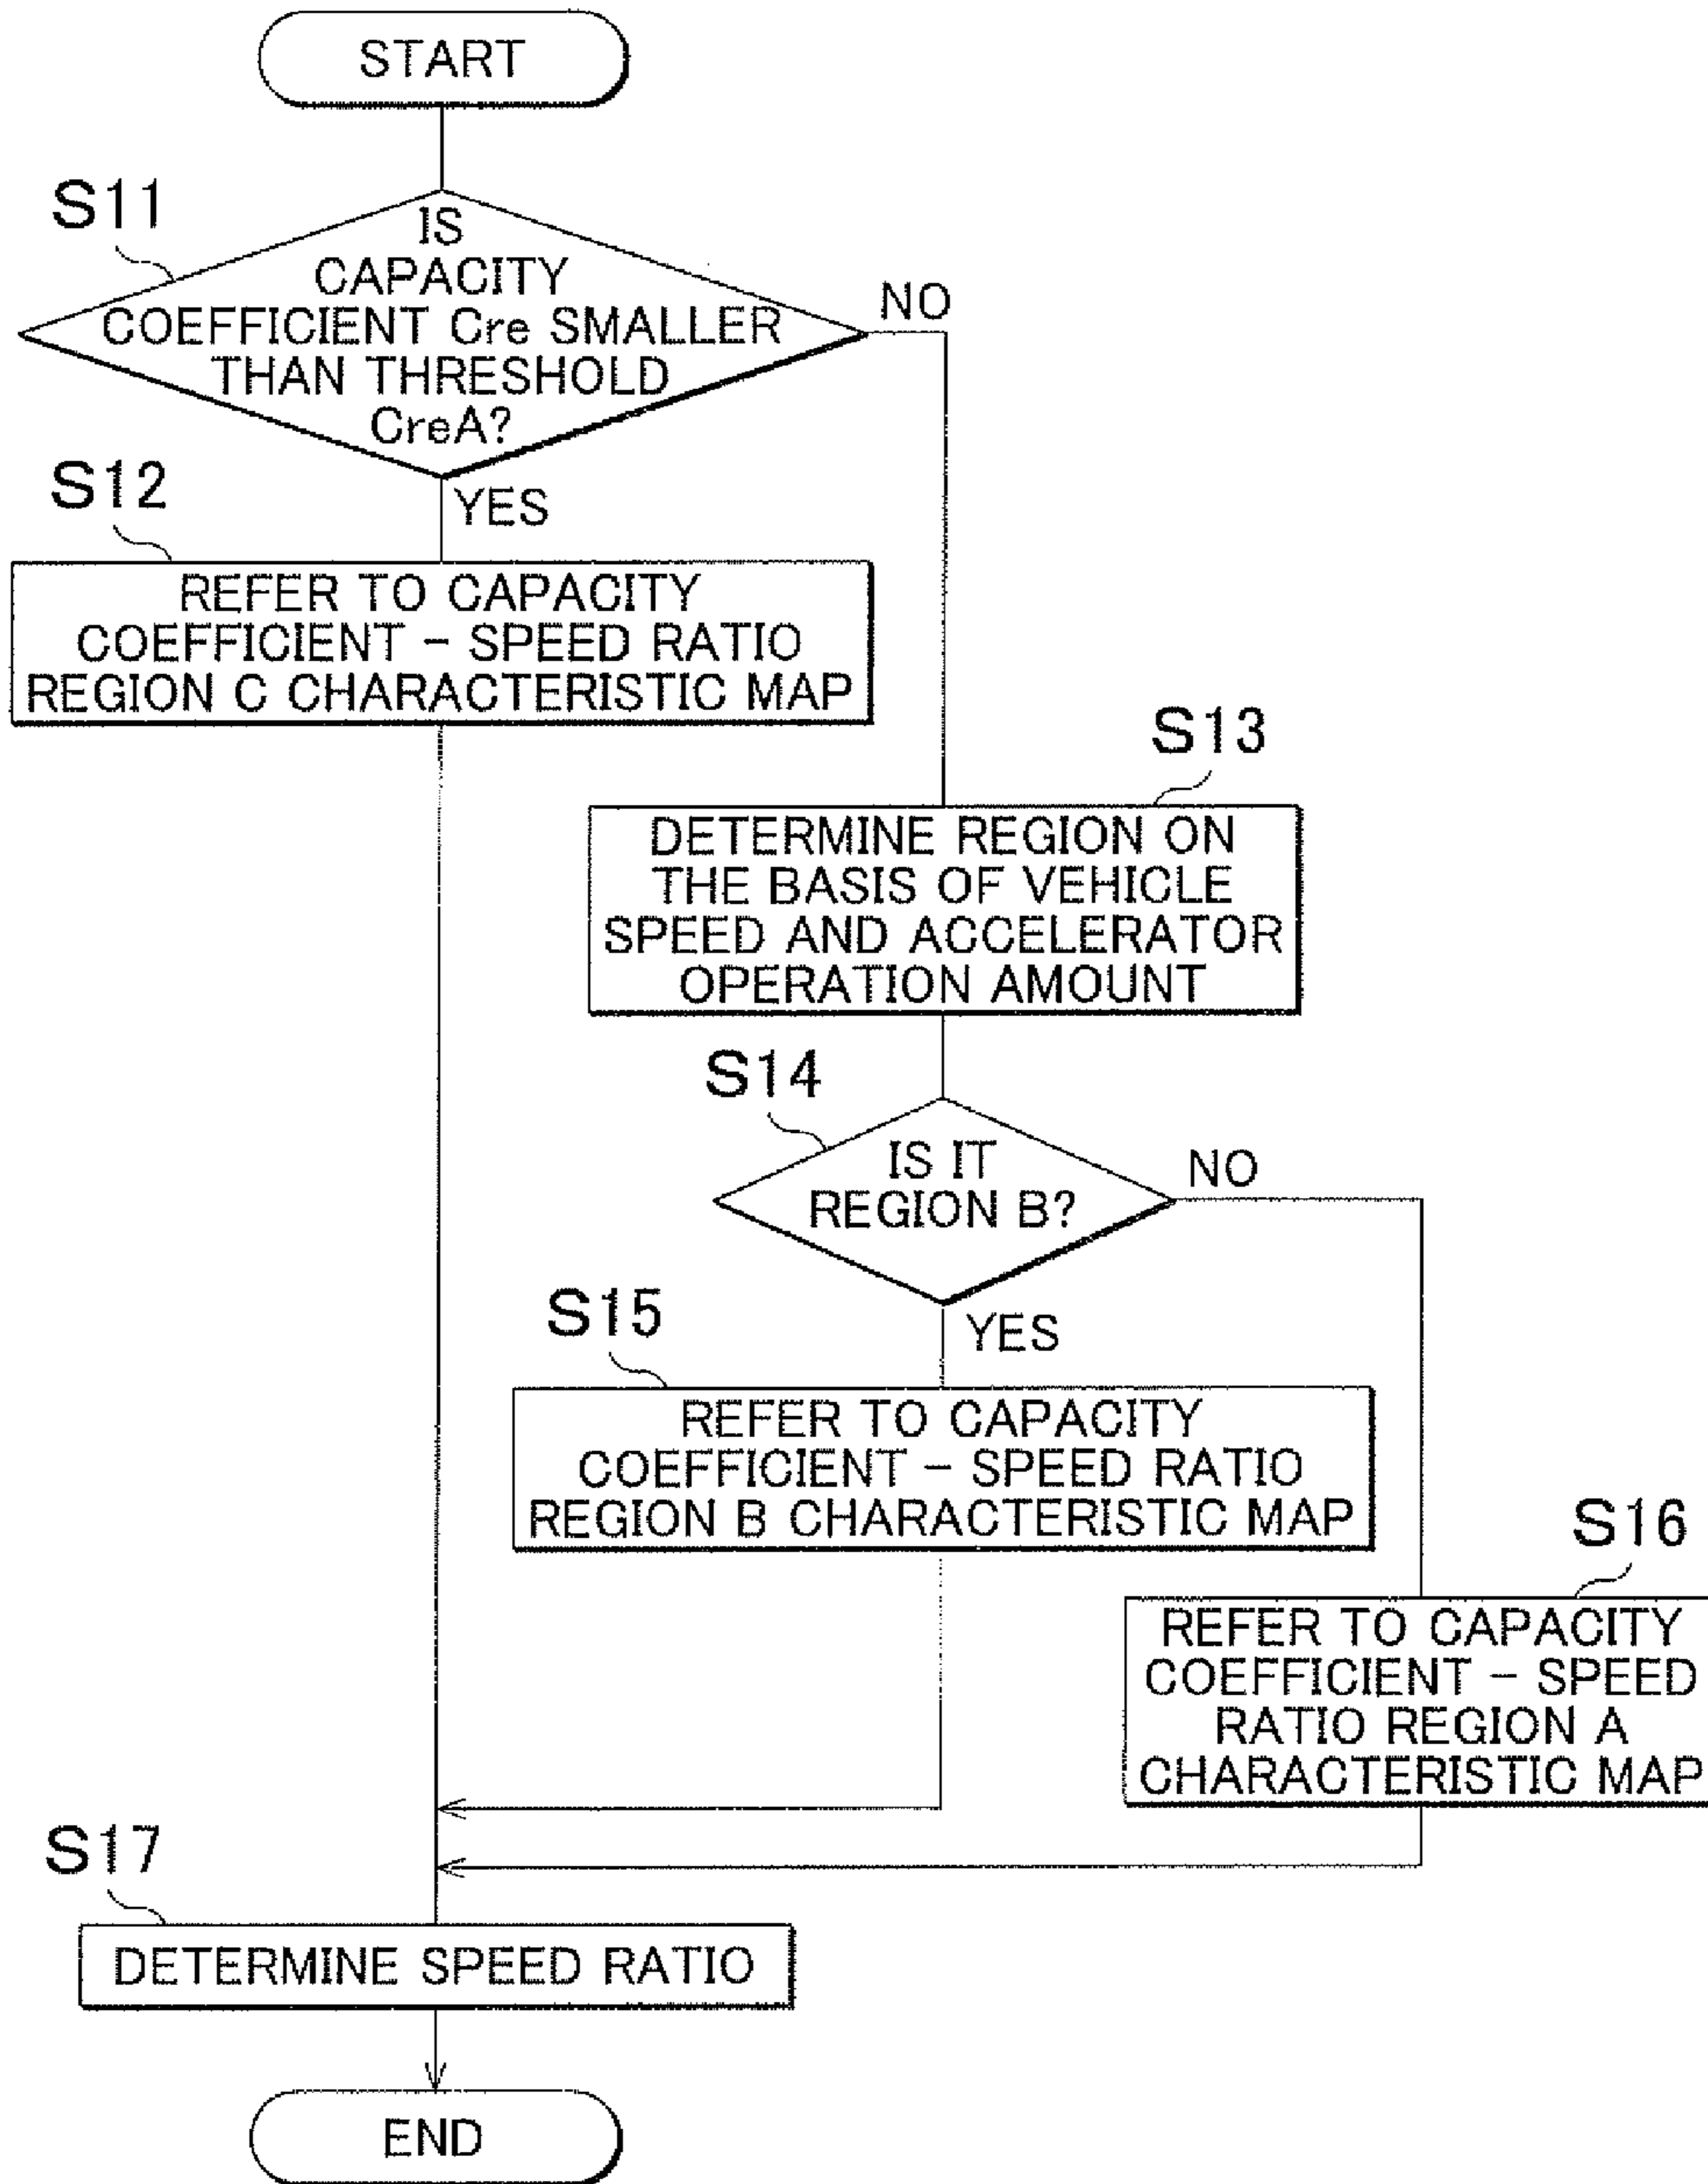 START
S11
IS
CAPACITY
COEFFICIENT Cre SMALLER
THAN THRESHOLD
CreA?
NO
YES
S12
REFER TO CAPACITY
COEFFICIENT – SPEED RATIO
REGION C CHARACTERISTIC MAP
S13
DETERMINE REGION ON
THE BASIS OF VEHICLE
SPEED AND ACCELERATOR
OPERATION AMOUNT
S14
IS IT
REGION B?
NO
YES
S15
REFER TO CAPACITY
COEFFICIENT – SPEED RATIO
REGION B CHARACTERISTIC MAP
S16
REFER TO CAPACITY
COEFFICIENT – SPEED
RATIO REGION A
CHARACTERISTIC MAP
S17
DETERMINE SPEED RATIO
END